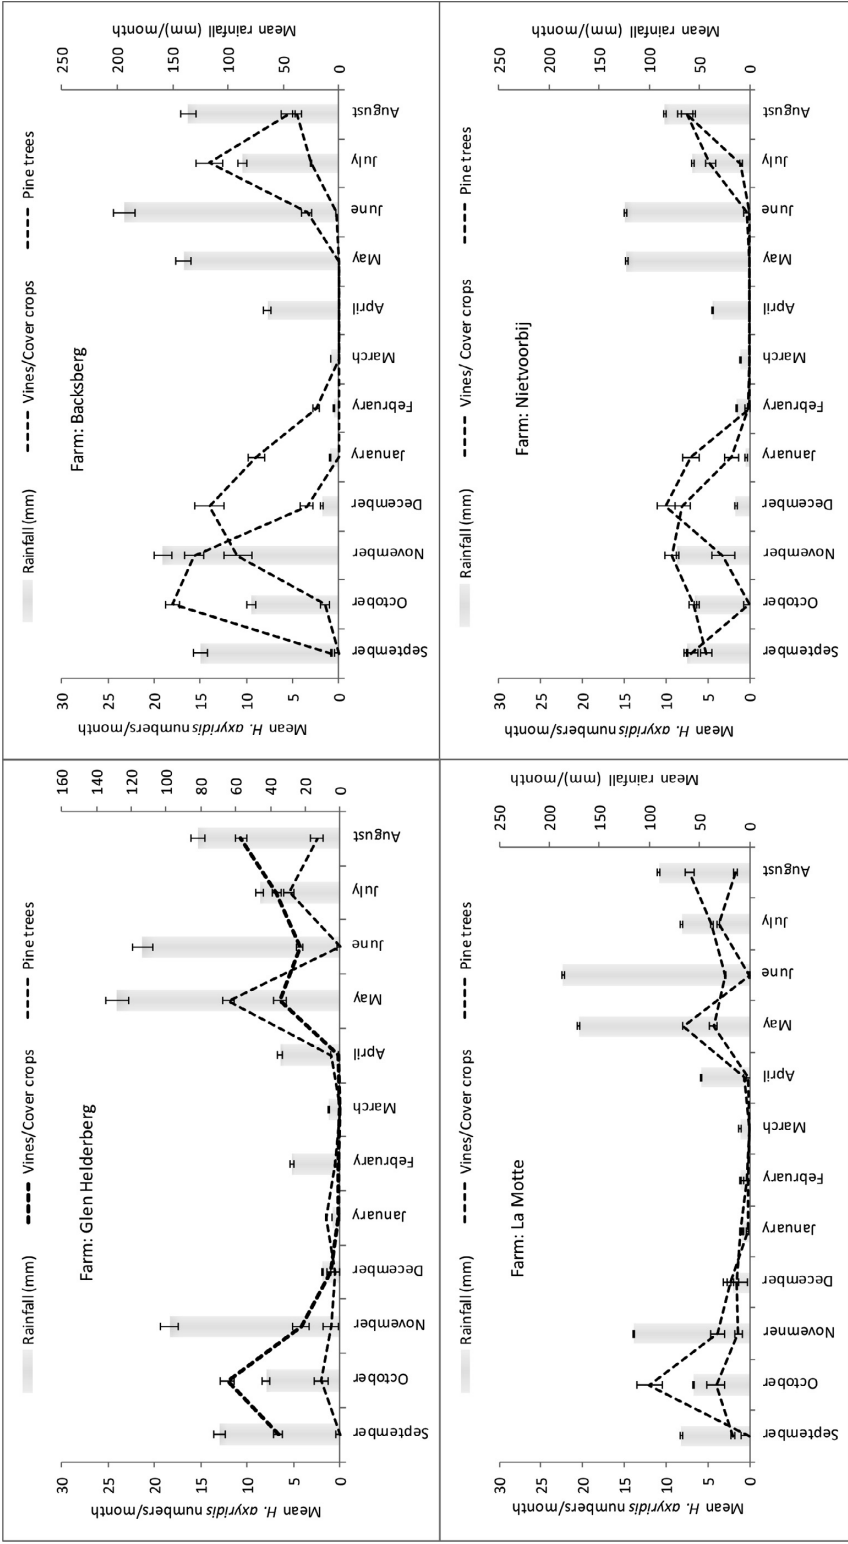 Rainfall (mm) Vines/Cover crops Pine trees
Farm: Glen Helderberg
Mean H. axyridis numbers/month
30
25
20
15
10
5
0
160
140
120
100
80
60
40
20
0
September
October
November
December
January
February
March
April
May
June
July
August
Rainfall (mm) Vines/Cover crops Pine trees
Farm: Backsberg
Mean H. axyridis numbers/month
30
25
20
15
10
5
0
250
200
150
100
50
0
Mean rainfall (mm)/month
September
October
November
December
January
February
March
April
May
June
July
August
Rainfall (mm) Vines/Cover crops Pine trees
Farm: La Motte
Mean H. axyridis numbers/month
30
25
20
15
10
5
0
250
200
150
100
50
0
Mean rainfall (mm)/month
September
October
Novemner
December
January
February
March
April
May
June
July
August
Rainfall (mm) Vines/ Cover crops Pine trees
Farm: Nietvoorbij
Mean H. axyridis numbers/month
30
25
20
15
10
5
0
250
200
150
100
50
0
Mean rainfall (mm)/month
September
October
November
December
January
February
March
April
May
June
July
August